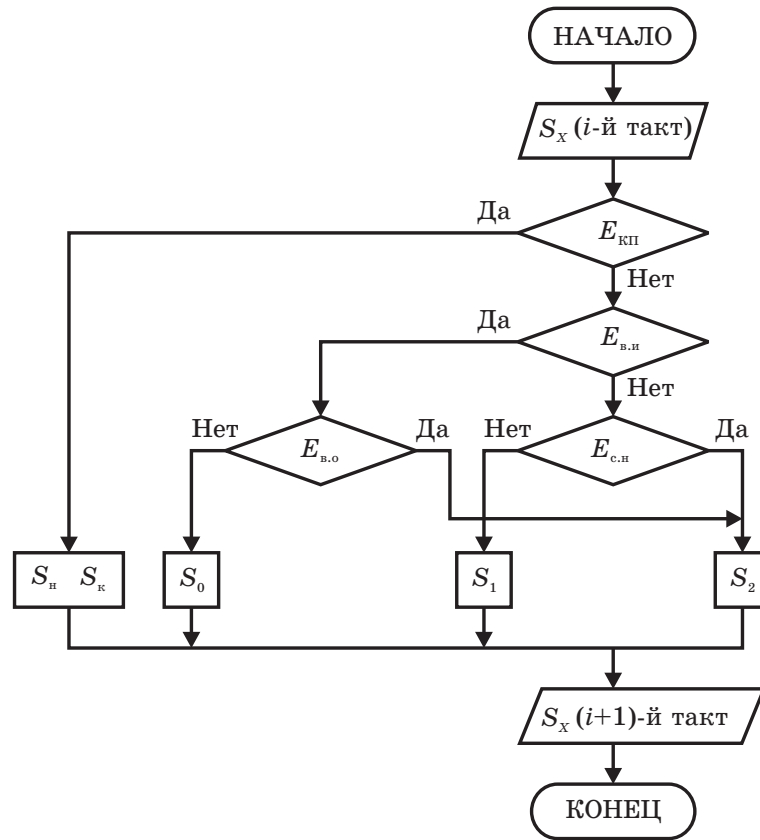 НАЧАЛО
S_X (i-й такт)
Да
E_кп
Нет
Да
E_в.и
Нет
Нет
E_в.о
Да
Нет
E_с.н
Да
S_н S_к
S_0
S_1
S_2
S_X (i+1)-й такт
КОНЕЦ